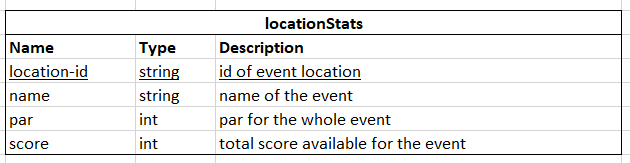 locationStats
Name Type Description
location-id string id of event location
name string name of the event
par int par for the whole event
score int total score available for the event